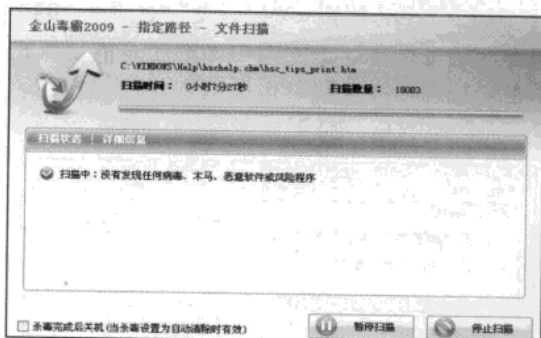 金山毒霸2009 - 指定路径 - 文件扫描
C:\WINDOWS\Help\hschelp.chm\hsc_tips_print.htm
扫描时间： 0小时7分27秒 扫描数量： 18083
扫描状态 | 详细信息
扫描中：没有发现任何病毒、木马、恶意软件或风险程序
杀毒完成后关机(当杀毒设置为自动清除时有效) 暂停扫描 停止扫描